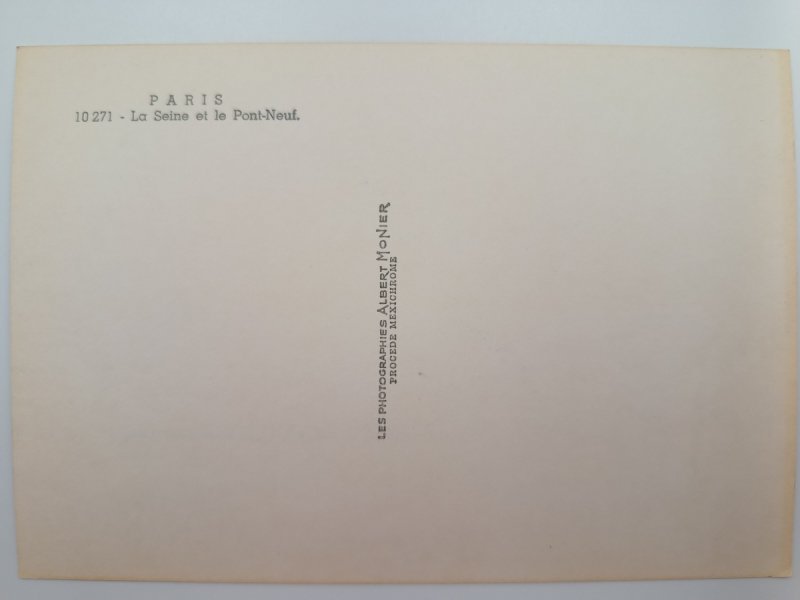 PARIS
10 271 - La Seine et le Pont-Neuf.
LES PHOTOGRAPHIES ALBERT MONIER
PROCEDE MEXICHROME